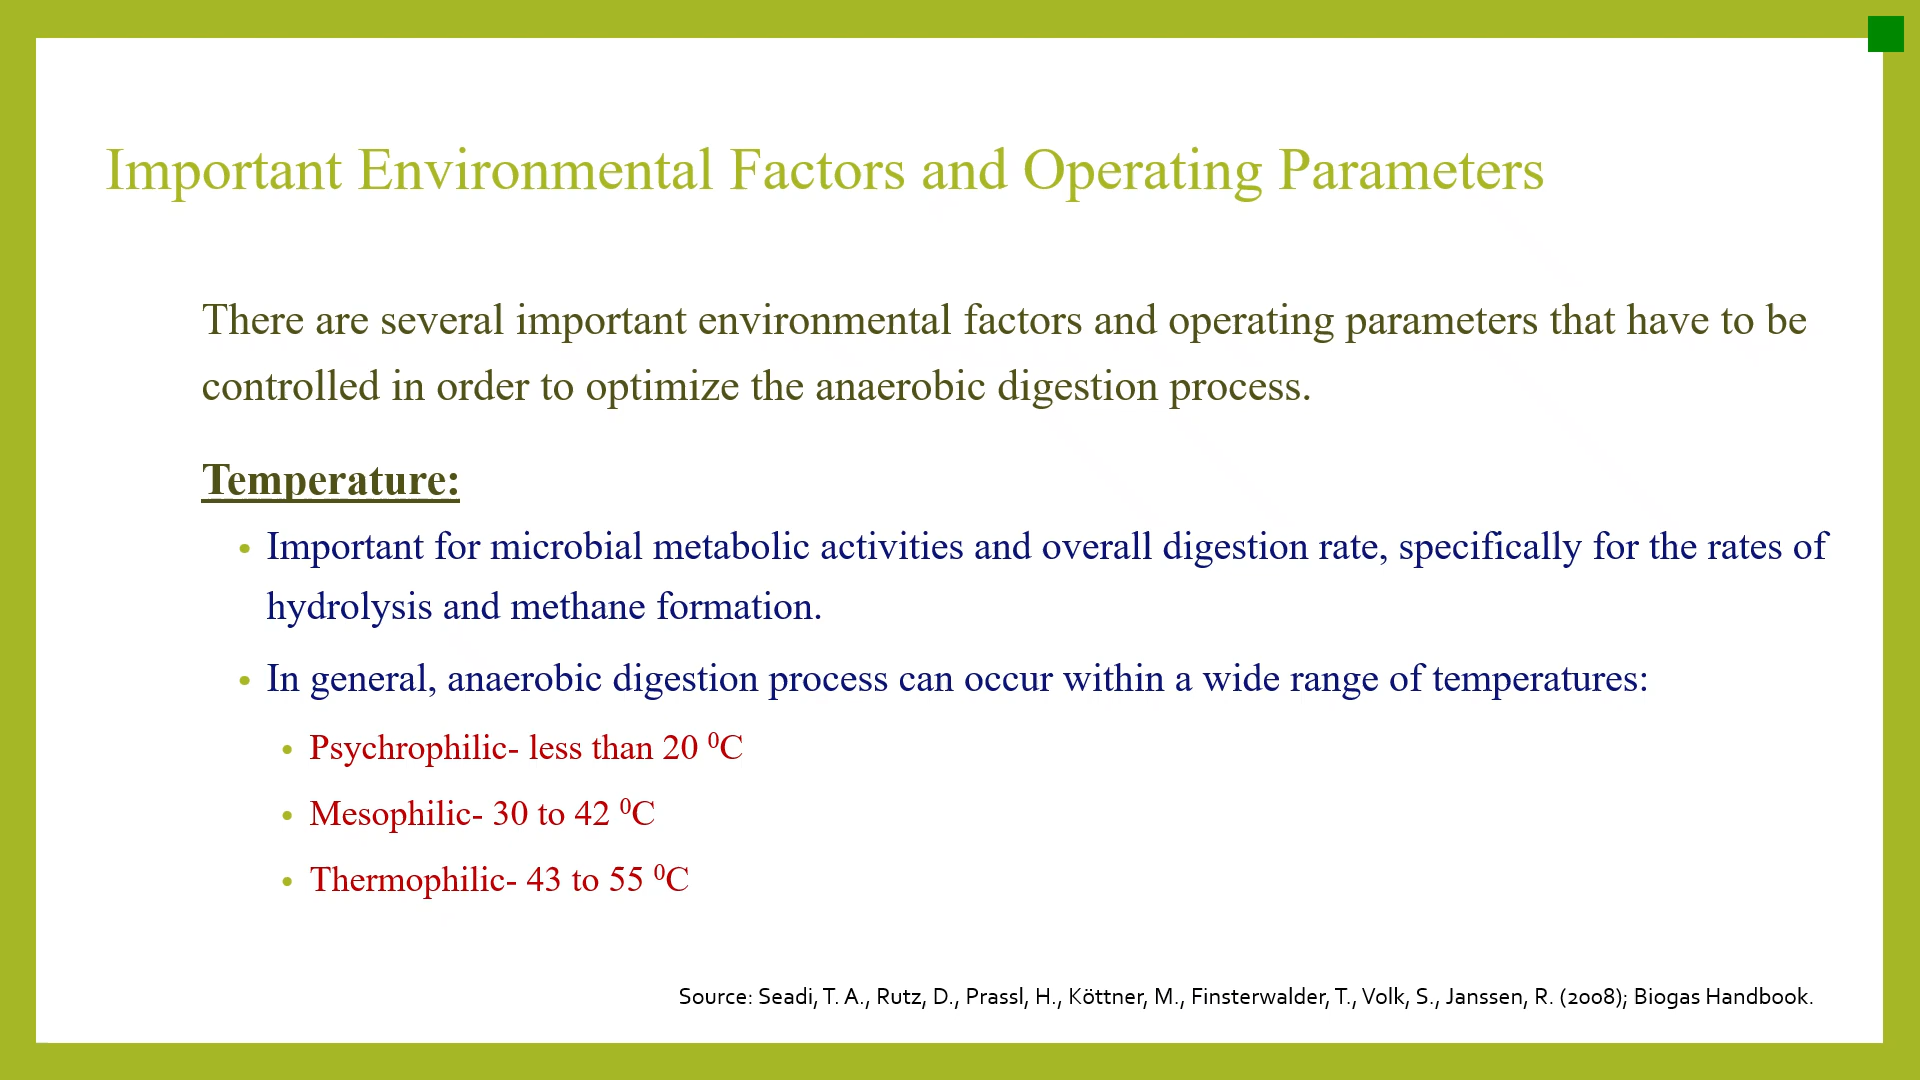 Important Environmental Factors and Operating Parameters
There are several important environmental factors and operating parameters that have to be
controlled in order to optimize the anaerobic digestion process.
Temperature:
• Important for microbial metabolic activities and overall digestion rate, specifically for the rates of
hydrolysis and methane formation.
• In general, anaerobic digestion process can occur within a wide range of temperatures:
• Psychrophilic- less than 20 ⁰C
• Mesophilic- 30 to 42 ⁰C
• Thermophilic- 43 to 55 ⁰C
Source: Seadi, T. A., Rutz, D., Prassl, H., Köttner, M., Finsterwalder, T., Volk, S., Janssen, R. (2008); Biogas Handbook.